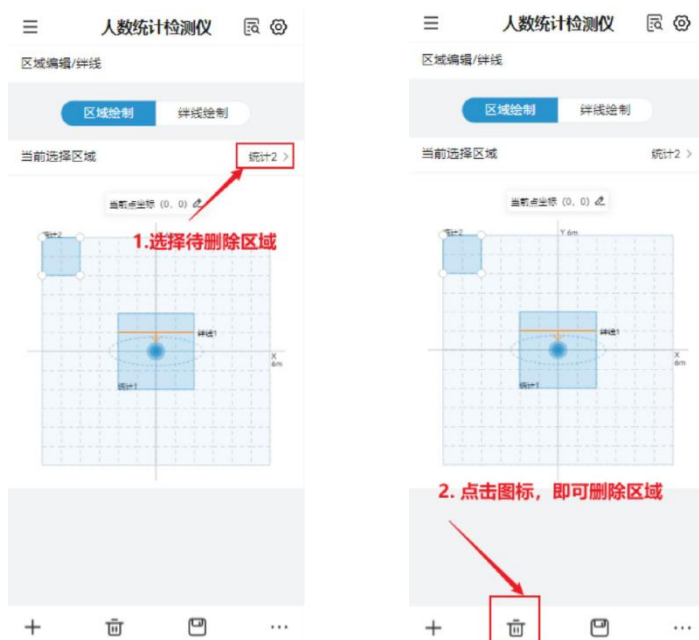 人数统计检测仪
区域编辑/绊线
区域绘制 绊线绘制
当前选择区域 统计2 >
当前点坐标 (0, 0)
统计2
1.选择待删除区域
绊线1
X
6m
统计1
人数统计检测仪
区域编辑/绊线
区域绘制 绊线绘制
当前选择区域 统计2 >
当前点坐标 (0, 0)
统计2 Y 6m
绊线1
X
6m
统计1
2. 点击图标，即可删除区域